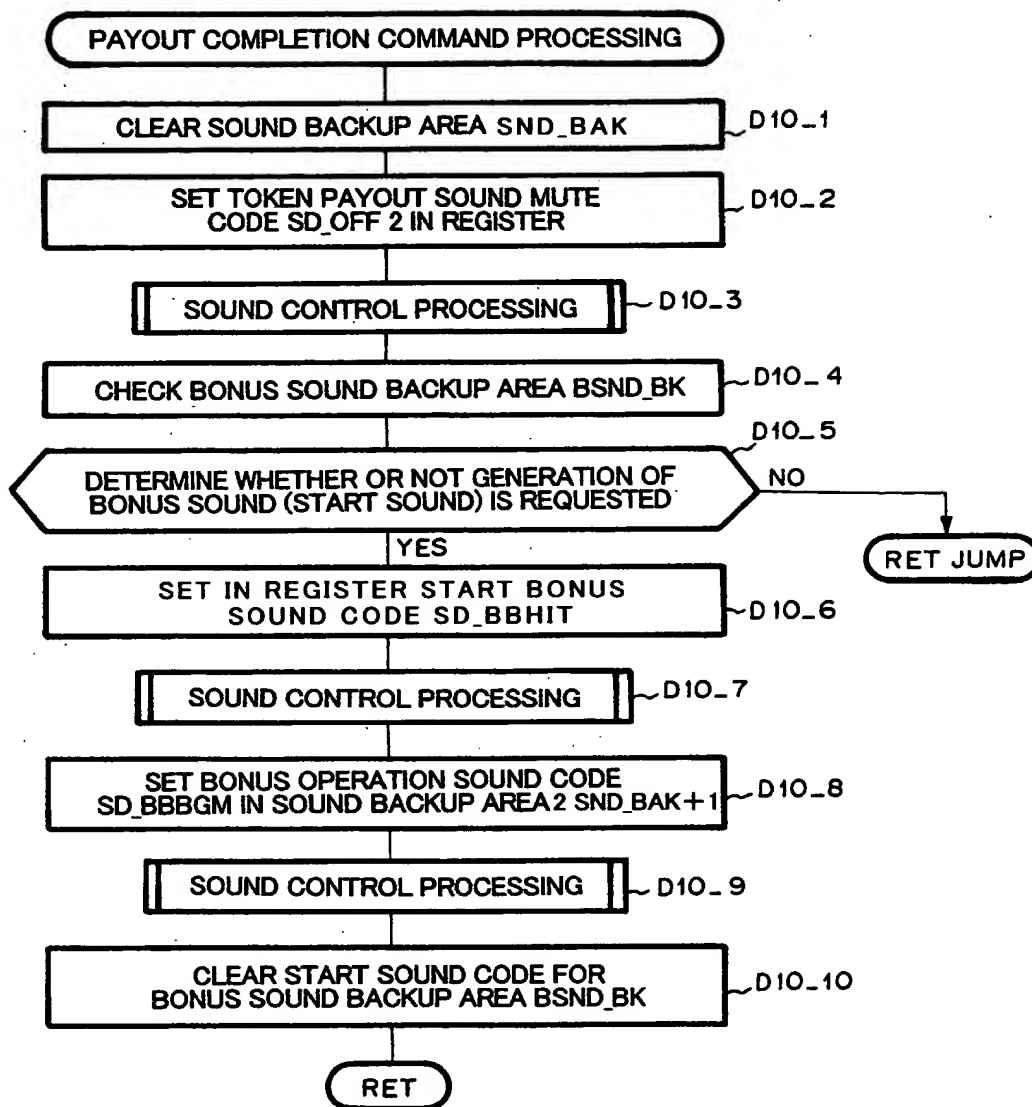 PAYOUT COMPLETION COMMAND PROCESSING
CLEAR SOUND BACKUP AREA SND_BAK
D10_1
SET TOKEN PAYOUT SOUND MUTE
CODE SD_OFF 2 IN REGISTER
D10_2
SOUND CONTROL PROCESSING
D10_3
CHECK BONUS SOUND BACKUP AREA BSND_BK
D10_4
D10_5
DETERMINE WHETHER OR NOT GENERATION OF
BONUS SOUND (START SOUND) IS REQUESTED
NO
YES
RET JUMP
SET IN REGISTER START BONUS
SOUND CODE SD_BBHIT
D10_6
SOUND CONTROL PROCESSING
D10_7
SET BONUS OPERATION SOUND CODE
SD_BBBGM IN SOUND BACKUP AREA 2 SND_BAK+1
D10_8
SOUND CONTROL PROCESSING
D10_9
CLEAR START SOUND CODE FOR
BONUS SOUND BACKUP AREA BSND_BK
D10_10
RET